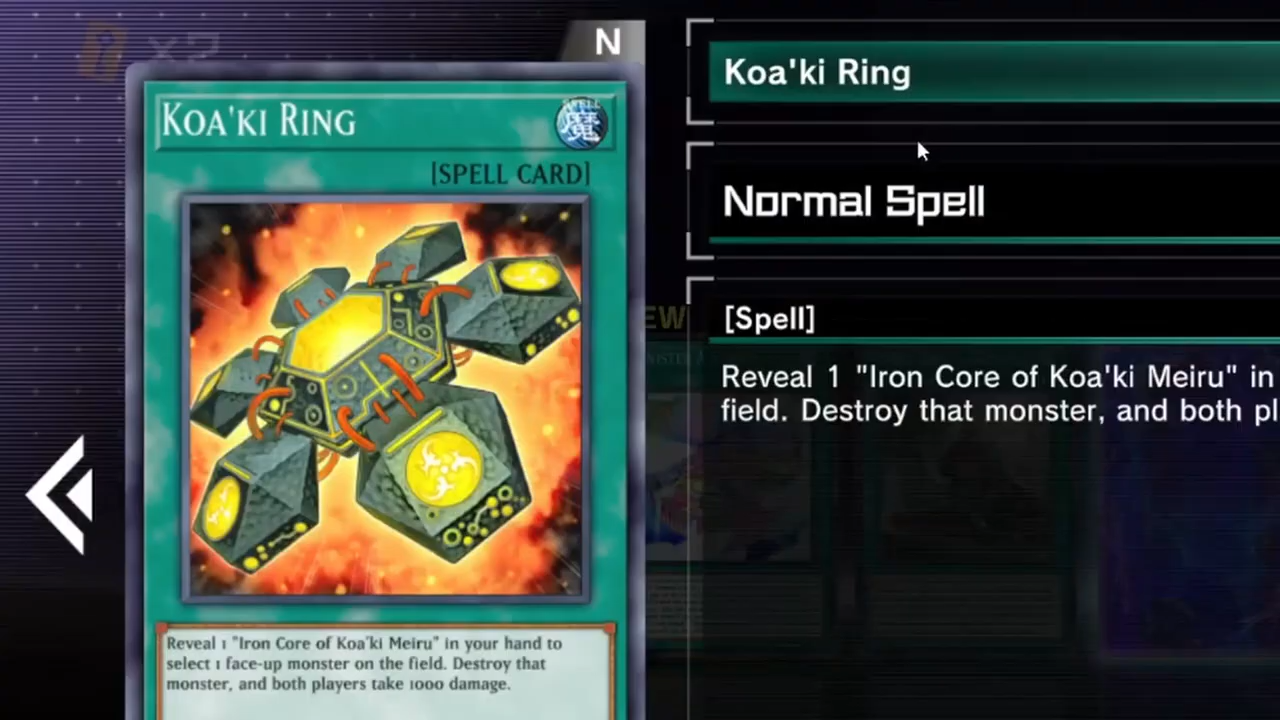 x2
N
KOA'KI RING
SPELL
魔
[SPELL CARD]
Reveal 1 "Iron Core of Koa'ki Meiru" in your hand to
select 1 face-up monster on the field. Destroy that
monster, and both players take 1000 damage.
Koa'ki Ring
Normal Spell
EW
[Spell]
Reveal 1 "Iron Core of Koa'ki Meiru" in
field. Destroy that monster, and both pl